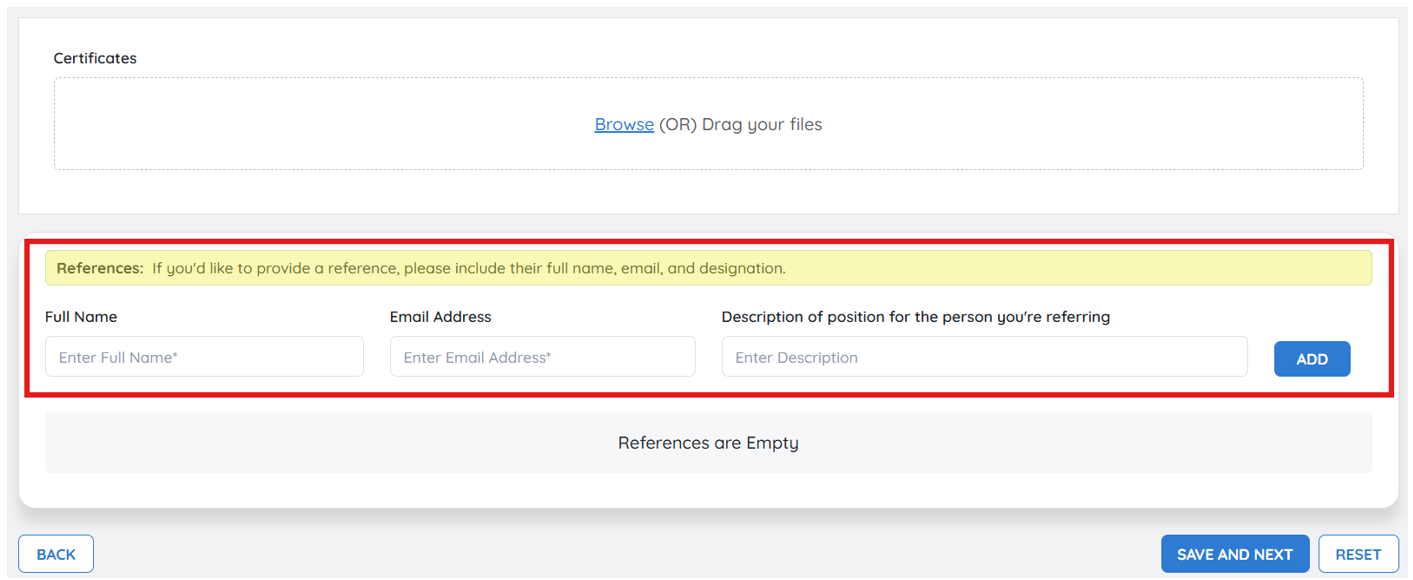 Certificates
Browse (OR) Drag your files
References: If you'd like to provide a reference, please include their full name, email, and designation.
Full Name
Email Address
Description of position for the person you're referring
Enter Full Name*
Enter Email Address*
Enter Description
ADD
References are Empty
BACK
SAVE AND NEXT
RESET